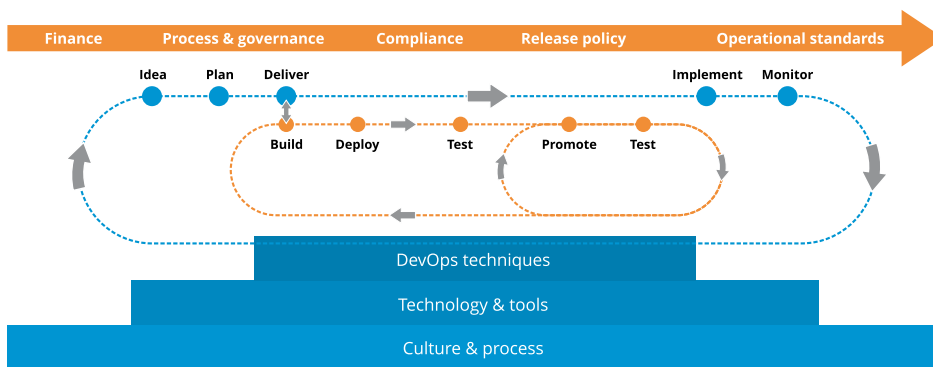 Finance Process & governance Compliance Release policy Operational standards
Idea Plan Deliver Implement Monitor
Build Deploy Test Promote Test
DevOps techniques
Technology & tools
Culture & process